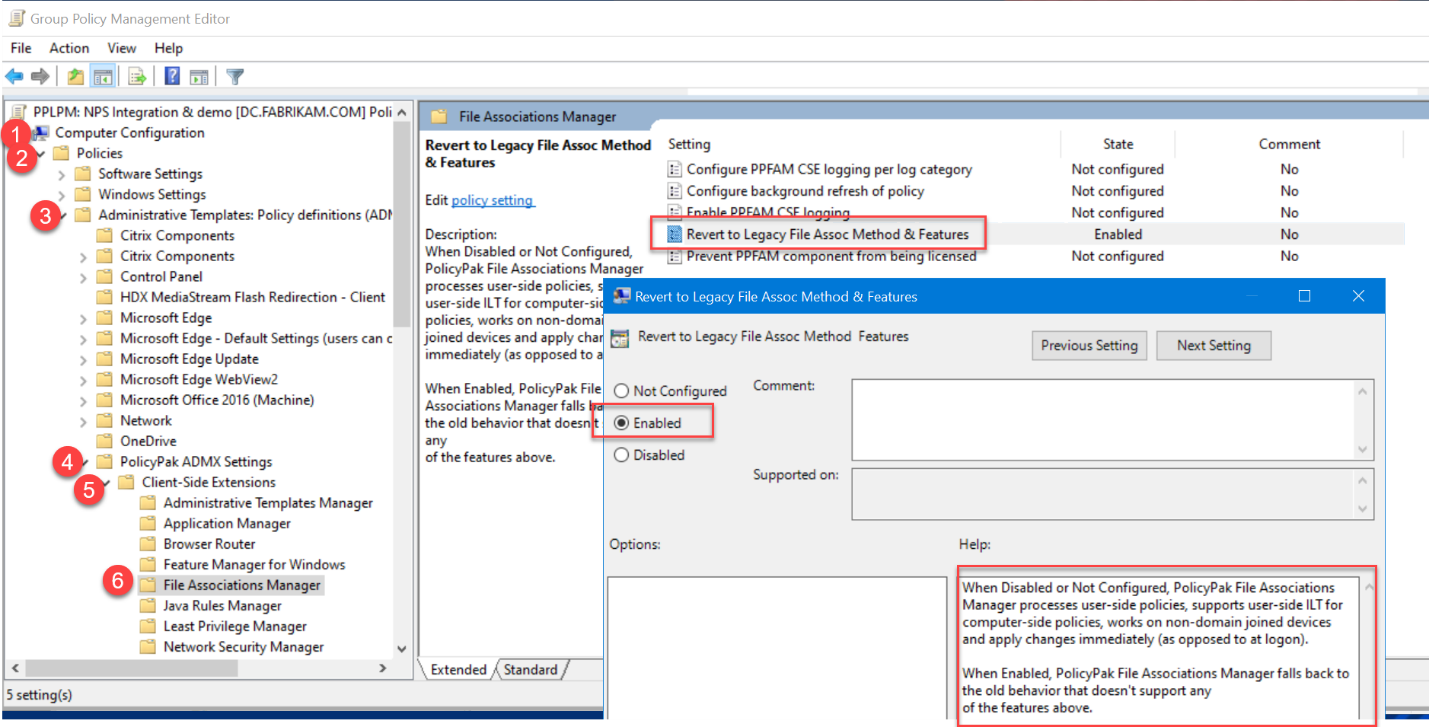 Group Policy Management Editor
File Action View Help
PPLPM: NPS Integration & demo [DC.FABRIKAM.COM] Poli
1 Computer Configuration
2 Policies
Software Settings
Windows Settings
3 Administrative Templates: Policy definitions (ADM
Citrix Components
Citrix Components
Control Panel
HDX MediaStream Flash Redirection - Client
Microsoft Edge
Microsoft Edge - Default Settings (users can o
Microsoft Edge Update
Microsoft Edge WebView2
Microsoft Office 2016 (Machine)
Network
OneDrive
4 PolicyPak ADMX Settings
5 Client-Side Extensions
Administrative Templates Manager
Application Manager
Browser Router
Feature Manager for Windows
6 File Associations Manager
Java Rules Manager
Least Privilege Manager
Network Security Manager
5 setting(s)
File Associations Manager
Revert to Legacy File Assoc Method
& Features
Edit policy setting
Description:
When Disabled or Not Configured,
PolicyPak File Associations Manager
processes user-side policies, s
user-side ILT for computer-sid
policies, works on non-domai
joined devices and apply chan
immediately (as opposed to a
When Enabled, PolicyPak File
Associations Manager falls ba
the old behavior that doesn't
any
of the features above.
Extended Standard
Setting State Comment
Configure PPFAM CSE logging per log category Not configured No
Configure background refresh of policy Not configured No
Enable PPFAM CSE logging Not configured No
Revert to Legacy File Assoc Method & Features Enabled No
Prevent PPFAM component from being licensed Not configured No
Revert to Legacy File Assoc Method & Features
Revert to Legacy File Assoc Method Features
Previous Setting Next Setting
Not Configured
Enabled
Disabled
Comment:
Supported on:
Options:
Help:
When Disabled or Not Configured, PolicyPak File Associations
Manager processes user-side policies, supports user-side ILT for
computer-side policies, works on non-domain joined devices
and apply changes immediately (as opposed to at logon).
When Enabled, PolicyPak File Associations Manager falls back to
the old behavior that doesn't support any
of the features above.